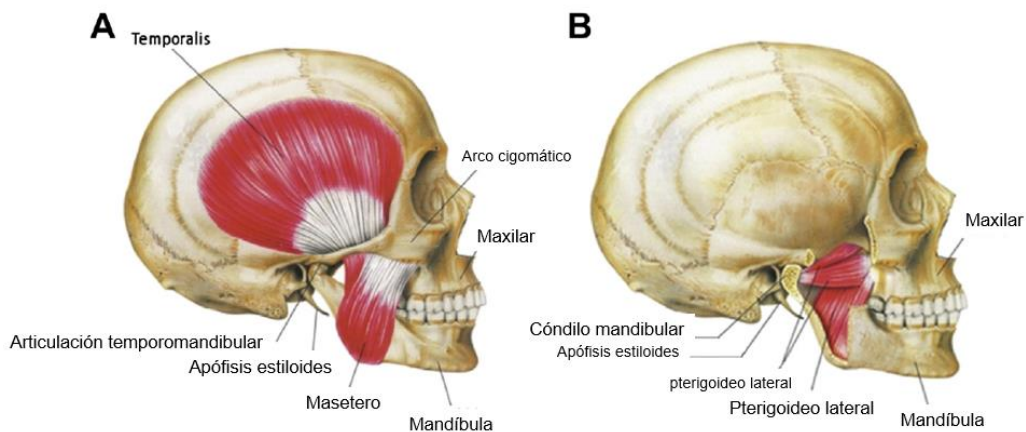 A
Temporalis
Arco cigomático
Maxilar
Articulación temporomandibular
Apófisis estiloides
Masetero
Mandíbula
B
Maxilar
Cóndilo mandibular
Apófisis estiloides
pterigoideo lateral
Pterigoideo lateral
Mandíbula